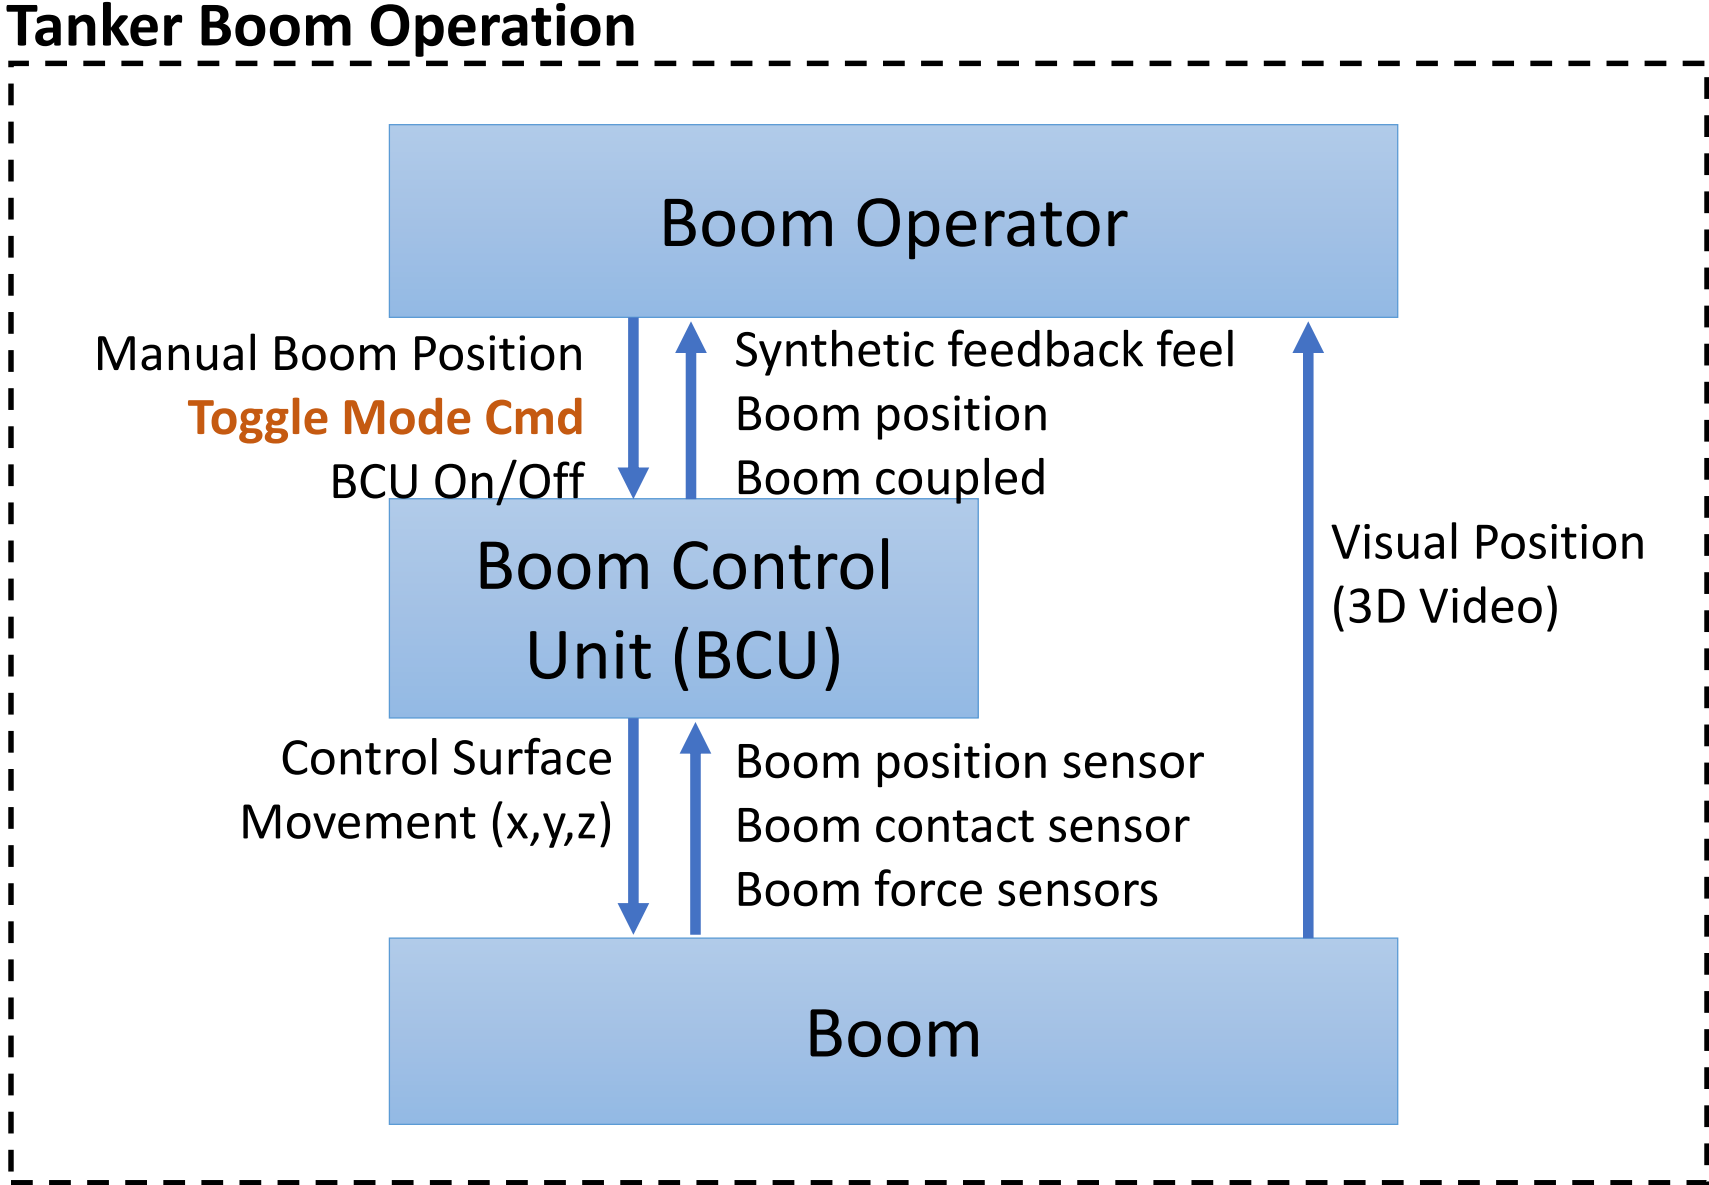 Tanker Boom Operation
Boom Operator
Manual Boom Position
Toggle Mode Cmd
BCU On/Off
Synthetic feedback feel
Boom position
Boom coupled
Visual Position
(3D Video)
Boom Control
Unit (BCU)
Control Surface
Movement (x,y,z)
Boom position sensor
Boom contact sensor
Boom force sensors
Boom